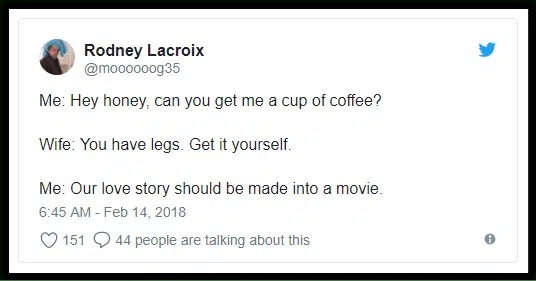 Rodney Lacroix
@moooooog35
Me: Hey honey, can you get me a cup of coffee?
Wife: You have legs. Get it yourself.
Me: Our love story should be made into a movie.
6:45 AM - Feb 14, 2018
151 44 people are talking about this